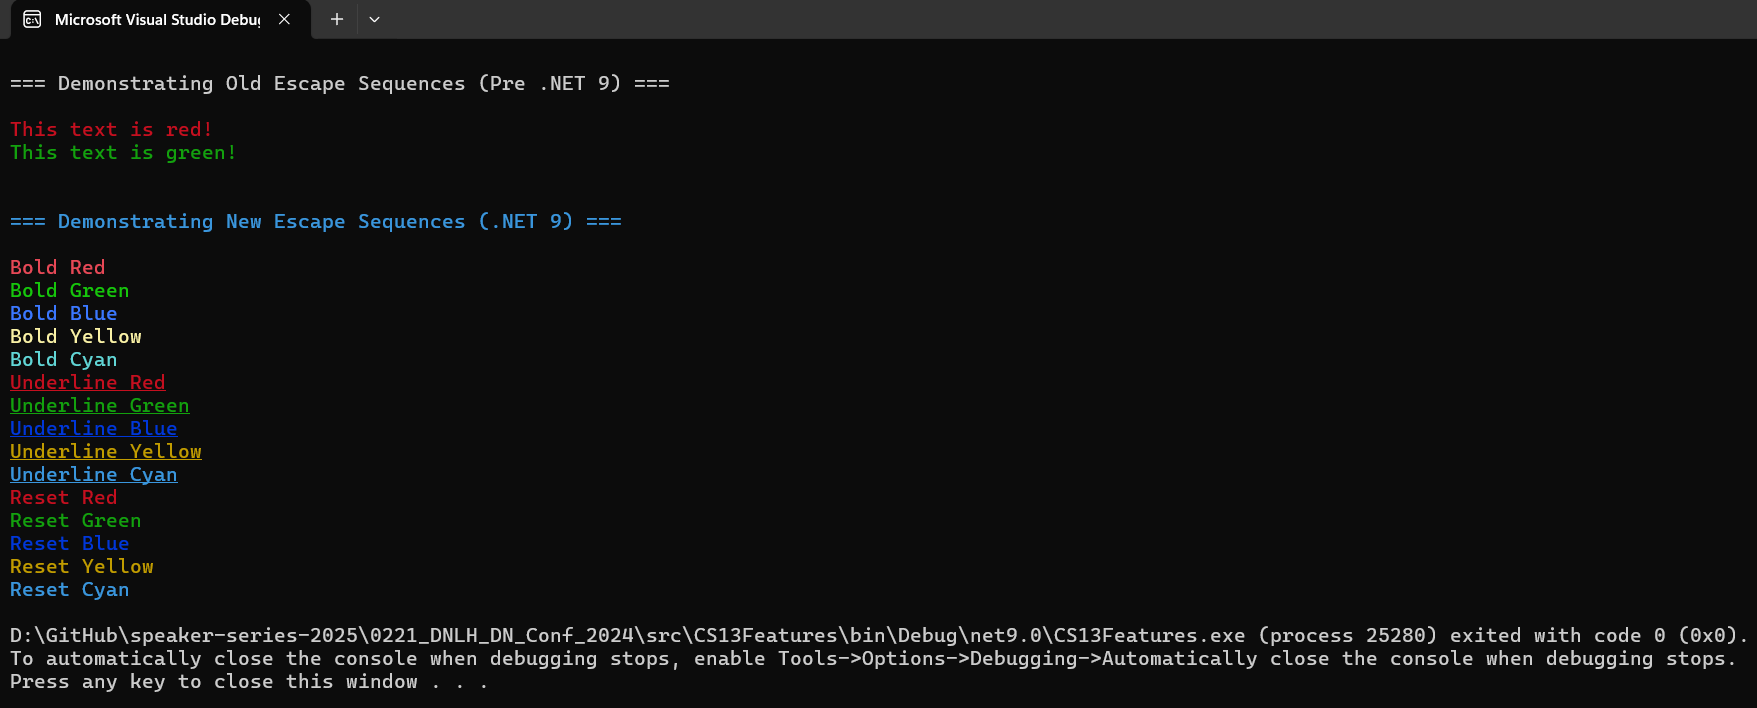 Microsoft Visual Studio Debug
=== Demonstrating Old Escape Sequences (Pre .NET 9) ===
This text is red!
This text is green!
=== Demonstrating New Escape Sequences (.NET 9) ===
Bold Red
Bold Green
Bold Blue
Bold Yellow
Bold Cyan
Underline Red
Underline Green
Underline Blue
Underline Yellow
Underline Cyan
Reset Red
Reset Green
Reset Blue
Reset Yellow
Reset Cyan
D:\GitHub\speaker-series-2025\0221_DNLH_DN_Conf_2024\src\CS13Features\bin\Debug\net9.0\CS13Features.exe (process 25280) exited with code 0 (0x0).
To automatically close the console when debugging stops, enable Tools->Options->Debugging->Automatically close the console when debugging stops.
Press any key to close this window . . .